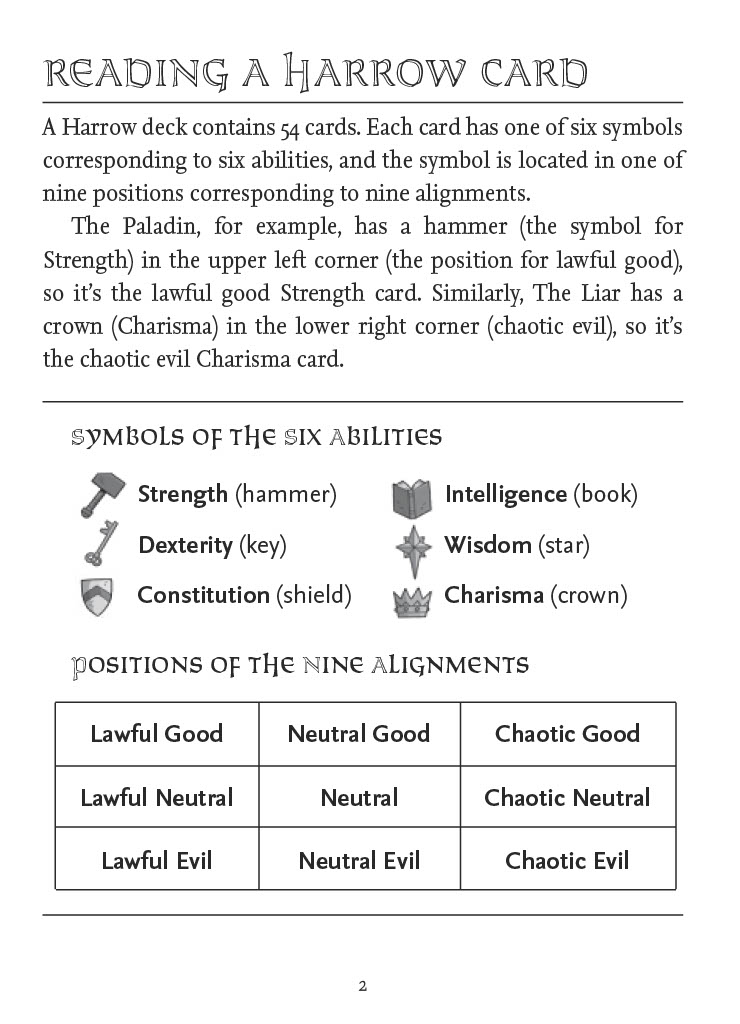 READING A HARROW CARD
A Harrow deck contains 54 cards. Each card has one of six symbols
corresponding to six abilities, and the symbol is located in one of
nine positions corresponding to nine alignments.
The Paladin, for example, has a hammer (the symbol for
Strength) in the upper left corner (the position for lawful good),
so it’s the lawful good Strength card. Similarly, The Liar has a
crown (Charisma) in the lower right corner (chaotic evil), so it’s
the chaotic evil Charisma card.
Symbols of the Six Abilities
Strength (hammer)
Intelligence (book)
Dexterity (key)
Wisdom (star)
Constitution (shield)
Charisma (crown)
Positions of the Nine Alignments
Lawful Good Neutral Good Chaotic Good
Lawful Neutral Neutral Chaotic Neutral
Lawful Evil Neutral Evil Chaotic Evil
2